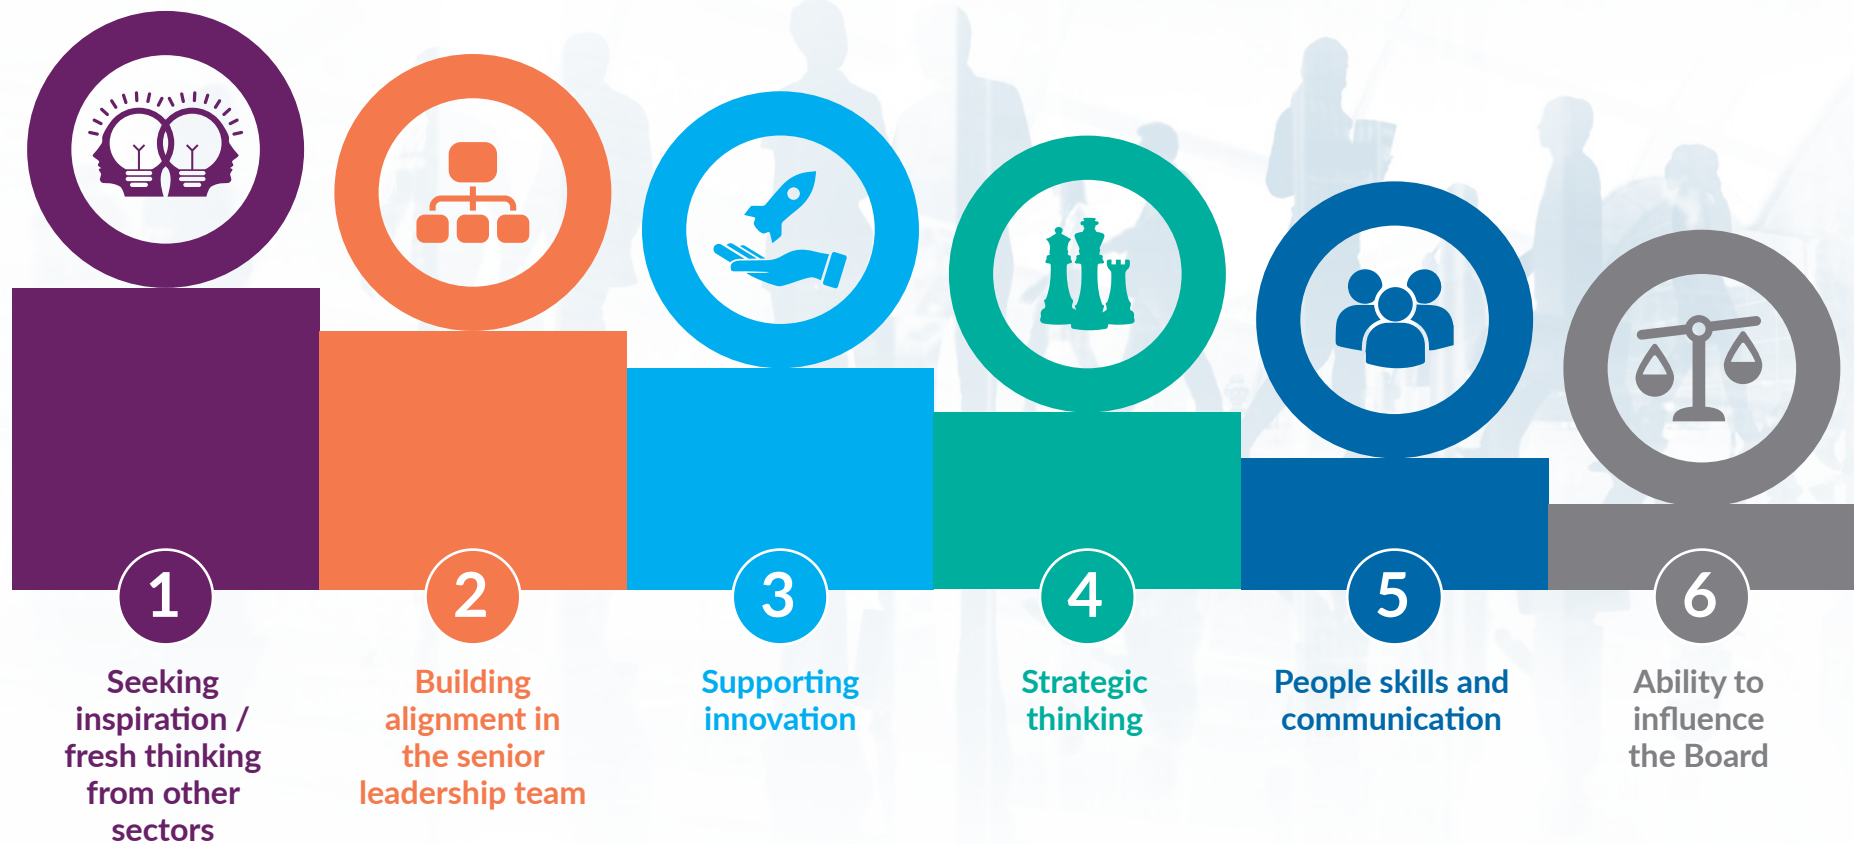 1
Seeking
inspiration /
fresh thinking
from other
sectors
2
Building
alignment in
the senior
leadership team
3
Supporting
innovation
4
Strategic
thinking
5
People skills and
communication
6
Ability to
influence
the Board